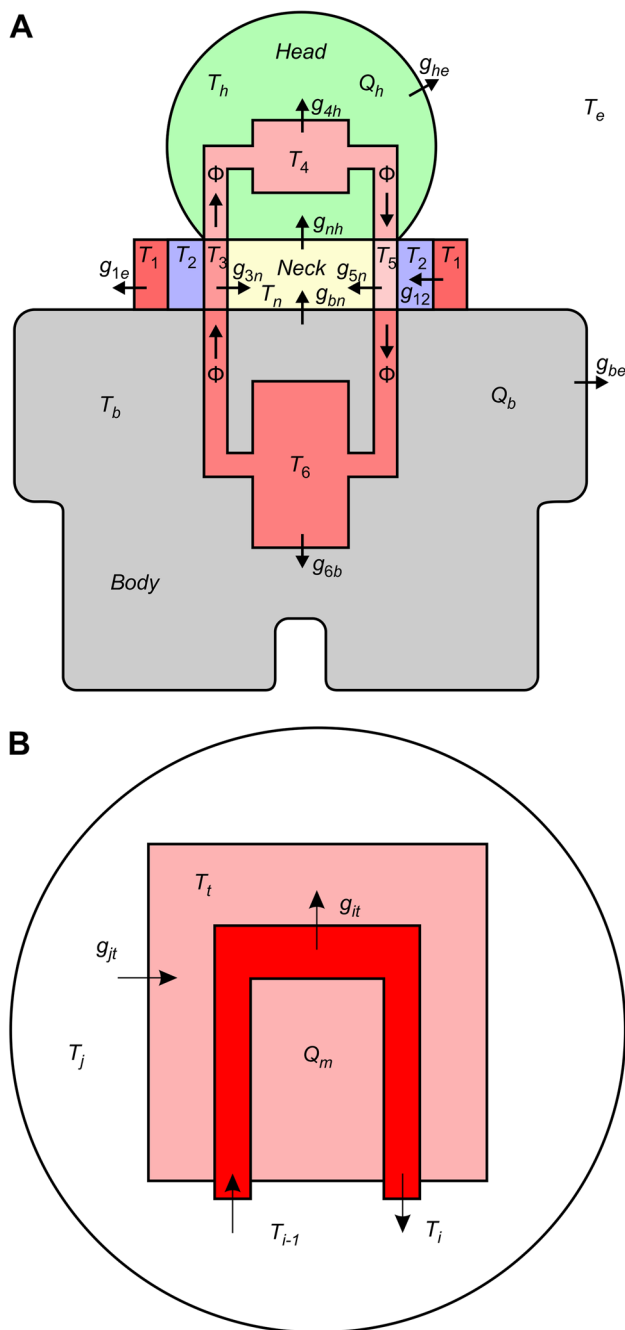 A
Head
T_h Q_h g_he
T_e
g_4h
T_4
Φ Φ
g_nh
T_1 T_2 T_3 Neck T_5 T_2 T_1
g_1e g_3n g_5n g_12
T_n g_bn
Φ Φ
g_be
T_b Q_b
T_6
g_6b
Body
B
T_t
g_it
g_jt
T_j Q_m
T_i-1 T_i